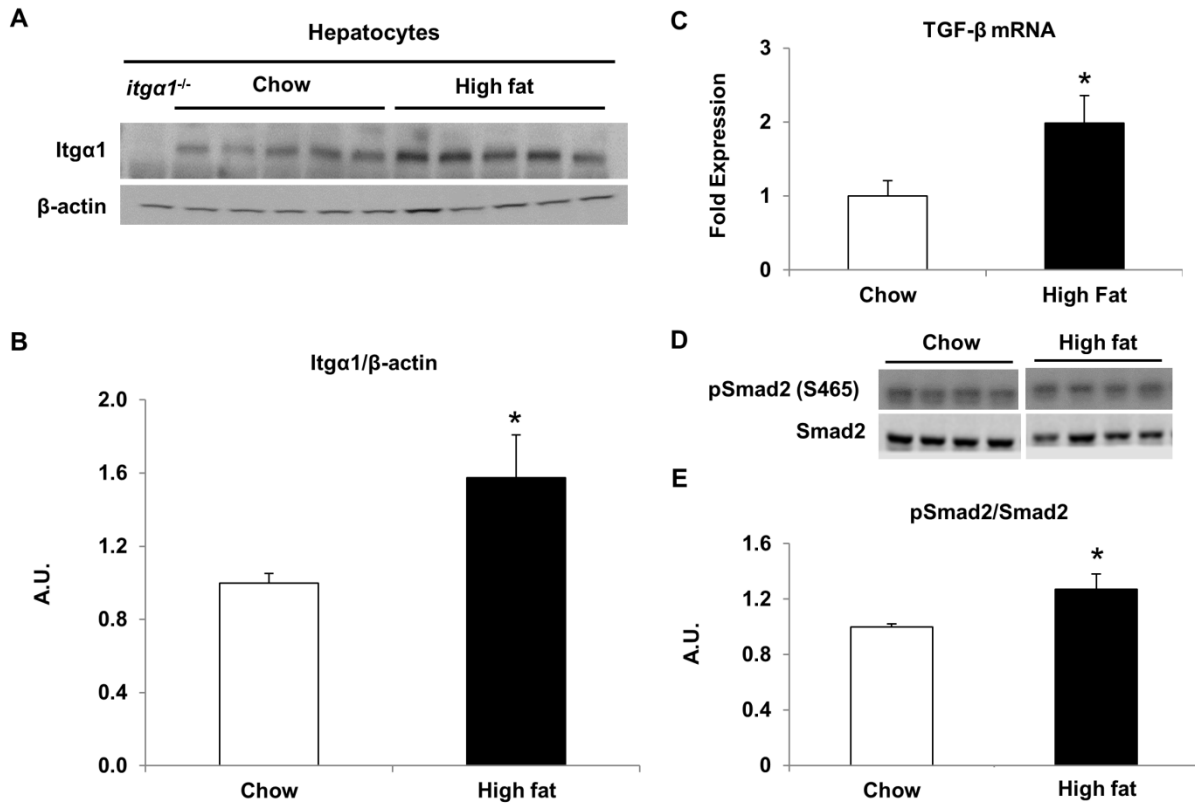 A
Hepatocytes
itgα1-/-
Chow
High fat
Itgα1
β-actin
B
Itgα1/β-actin
2.0
*
1.6
1.2
A.U.
0.8
0.4
0.0
Chow
High fat
C
TGF-β mRNA
3
*
2
Fold Expression
1
0
Chow
High Fat
D
Chow
High fat
pSmad2 (S465)
Smad2
E
pSmad2/Smad2
1.6
*
1.2
A.U.
0.8
0.4
0
Chow
High fat